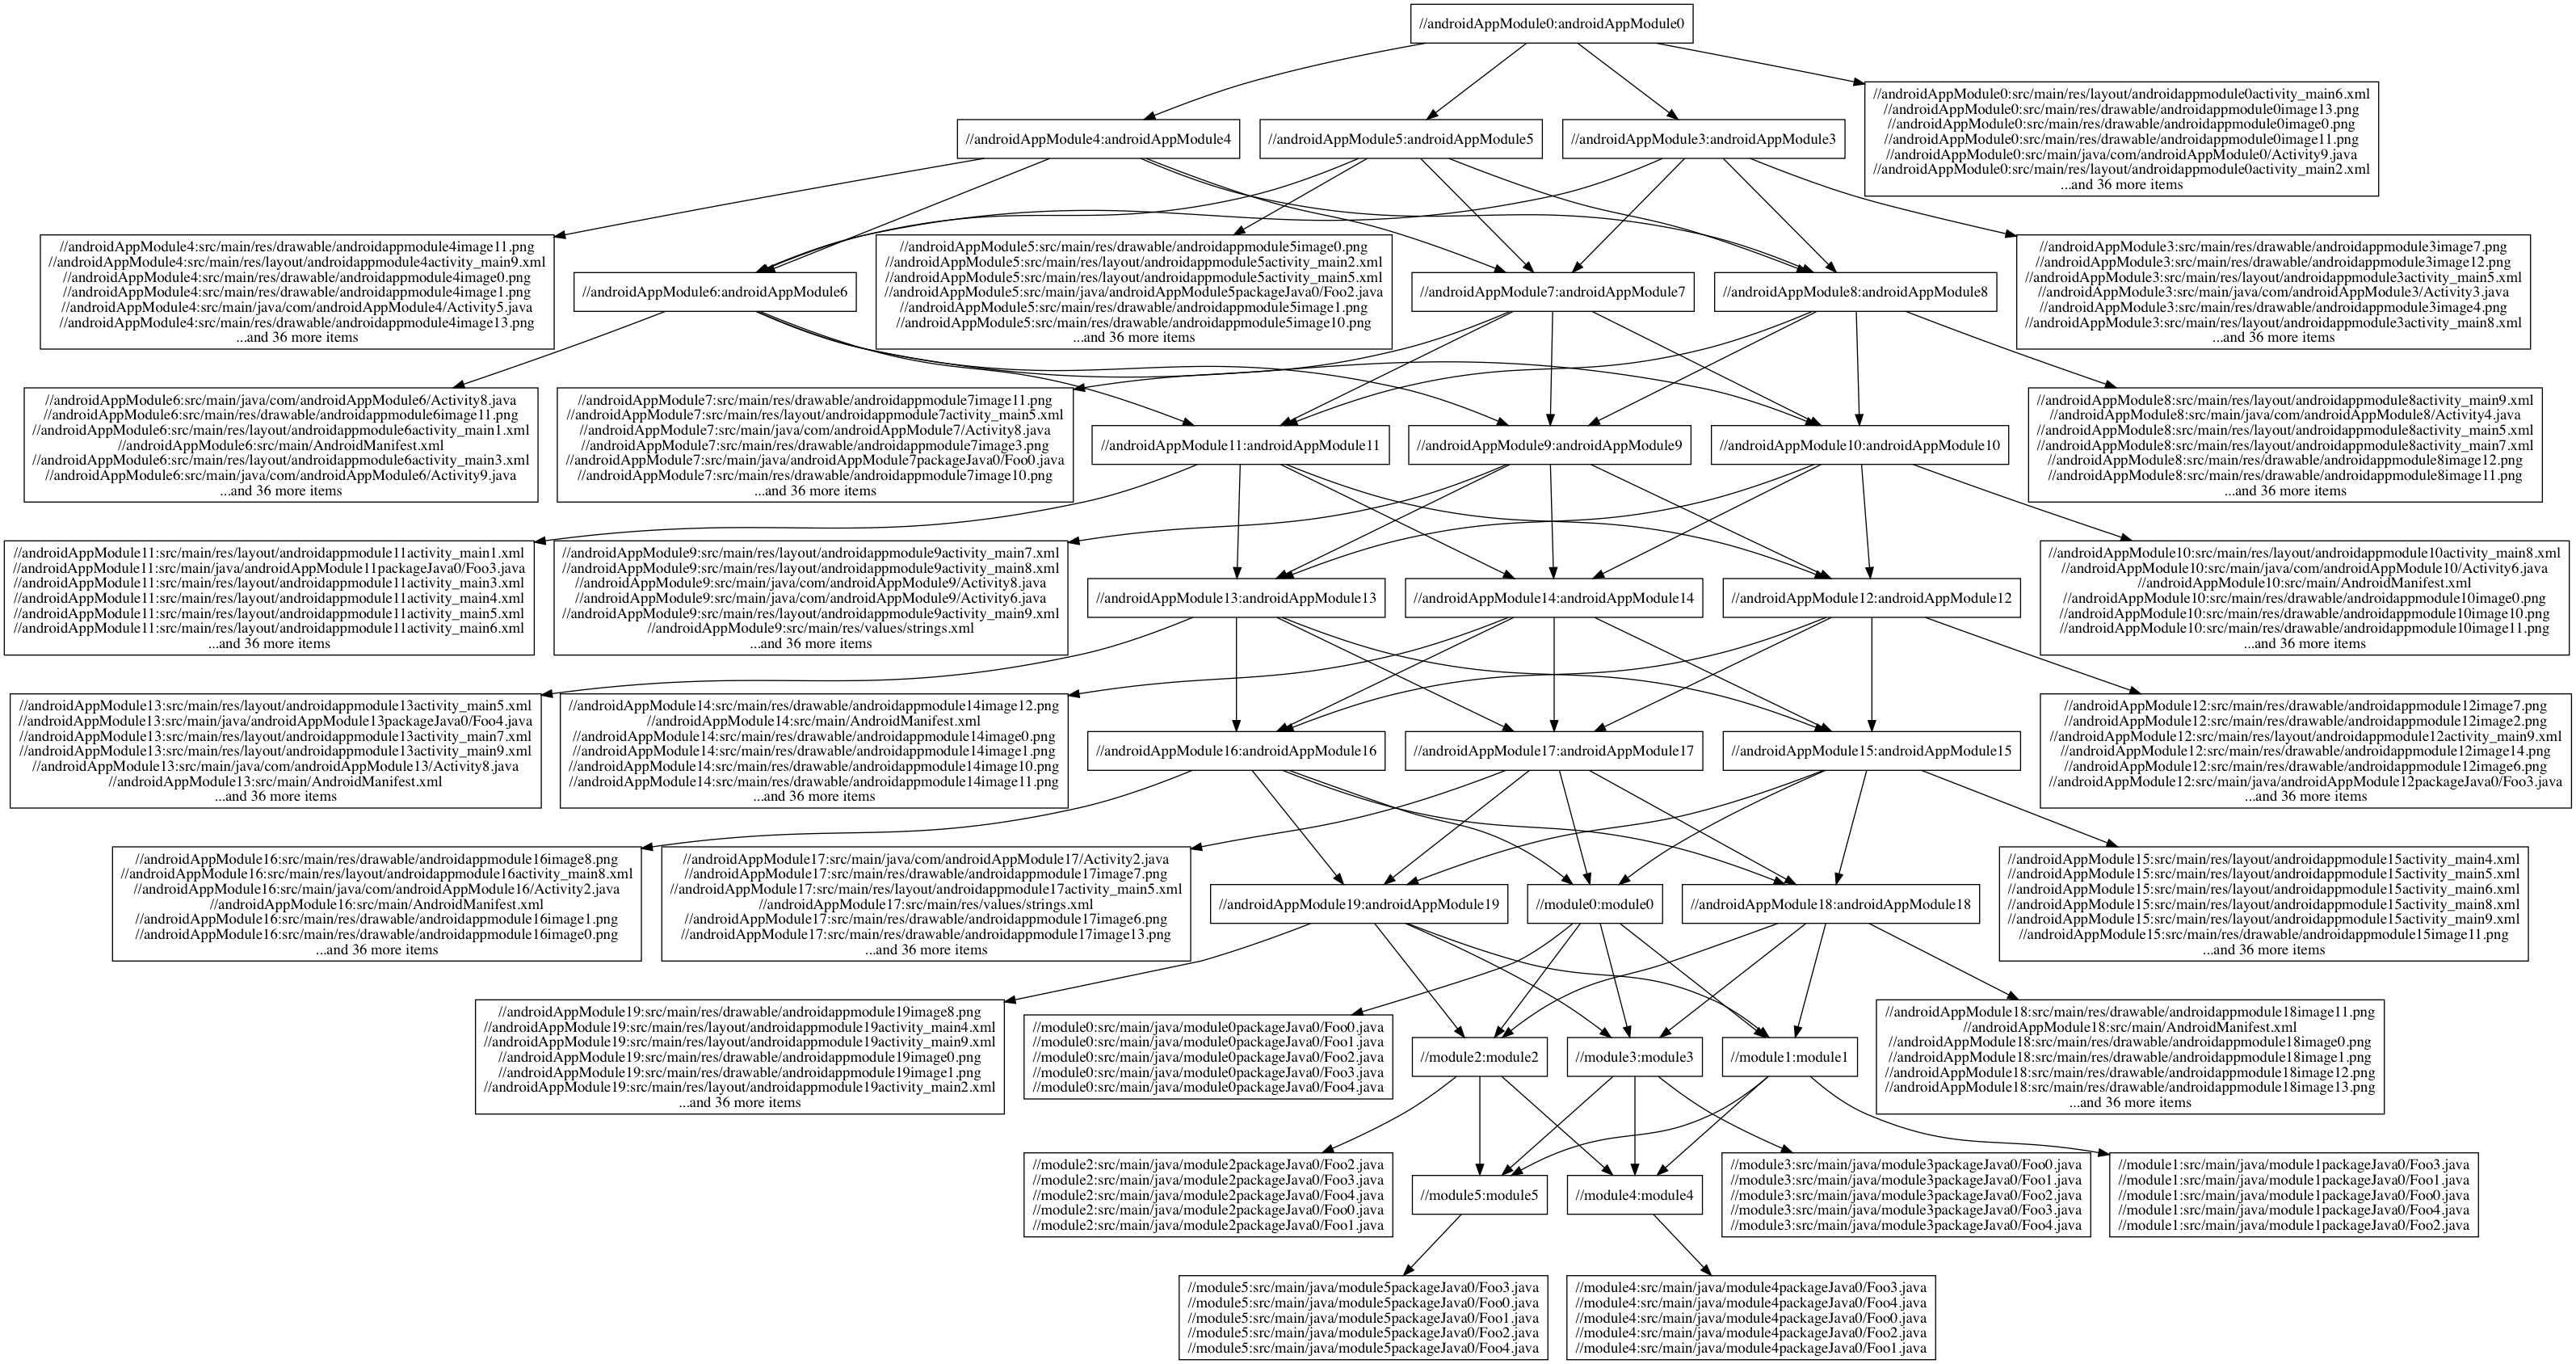 //androidAppModule0:androidAppModule0
//androidAppModule0:src/main/res/layout/androidappmodule0activity_main6.xml
//androidAppModule0:src/main/res/drawable/androidappmodule0image13.png
//androidAppModule0:src/main/res/drawable/androidappmodule0image0.png
//androidAppModule0:src/main/res/drawable/androidappmodule0image11.png
//androidAppModule0:src/main/java/com/androidAppModule0/Activity9.java
//androidAppModule0:src/main/res/layout/androidappmodule0activity_main2.xml
...and 36 more items
//androidAppModule4:androidAppModule4
//androidAppModule5:androidAppModule5
//androidAppModule3:androidAppModule3
//androidAppModule4:src/main/res/drawable/androidappmodule4image11.png
//androidAppModule4:src/main/res/layout/androidappmodule4activity_main9.xml
//androidAppModule4:src/main/res/drawable/androidappmodule4image0.png
//androidAppModule4:src/main/res/drawable/androidappmodule4image1.png
//androidAppModule4:src/main/java/com/androidAppModule4/Activity5.java
//androidAppModule4:src/main/res/drawable/androidappmodule4image13.png
...and 36 more items
//androidAppModule6:androidAppModule6
//androidAppModule5:src/main/res/drawable/androidappmodule5image0.png
//androidAppModule5:src/main/res/layout/androidappmodule5activity_main2.xml
//androidAppModule5:src/main/res/layout/androidappmodule5activity_main5.xml
//androidAppModule5:src/main/java/androidAppModule5packageJava0/Foo2.java
//androidAppModule5:src/main/res/drawable/androidappmodule5image1.png
//androidAppModule5:src/main/res/drawable/androidappmodule5image10.png
...and 36 more items
//androidAppModule7:androidAppModule7
//androidAppModule8:androidAppModule8
//androidAppModule3:src/main/res/drawable/androidappmodule3image7.png
//androidAppModule3:src/main/res/drawable/androidappmodule3image12.png
//androidAppModule3:src/main/res/layout/androidappmodule3activity_main5.xml
//androidAppModule3:src/main/java/com/androidAppModule3/Activity3.java
//androidAppModule3:src/main/res/drawable/androidappmodule3image4.png
//androidAppModule3:src/main/res/layout/androidappmodule3activity_main8.xml
...and 36 more items
//androidAppModule6:src/main/java/com/androidAppModule6/Activity8.java
//androidAppModule6:src/main/res/drawable/androidappmodule6image11.png
//androidAppModule6:src/main/res/layout/androidappmodule6activity_main1.xml
//androidAppModule6:src/main/AndroidManifest.xml
//androidAppModule6:src/main/res/layout/androidappmodule6activity_main3.xml
//androidAppModule6:src/main/java/com/androidAppModule6/Activity9.java
...and 36 more items
//androidAppModule7:src/main/res/drawable/androidappmodule7image11.png
//androidAppModule7:src/main/res/layout/androidappmodule7activity_main5.xml
//androidAppModule7:src/main/java/com/androidAppModule7/Activity8.java
//androidAppModule7:src/main/res/drawable/androidappmodule7image3.png
//androidAppModule7:src/main/java/androidAppModule7packageJava0/Foo0.java
//androidAppModule7:src/main/res/drawable/androidappmodule7image10.png
...and 36 more items
//androidAppModule11:androidAppModule11
//androidAppModule9:androidAppModule9
//androidAppModule10:androidAppModule10
//androidAppModule8:src/main/res/layout/androidappmodule8activity_main9.xml
//androidAppModule8:src/main/java/com/androidAppModule8/Activity4.java
//androidAppModule8:src/main/res/layout/androidappmodule8activity_main5.xml
//androidAppModule8:src/main/res/layout/androidappmodule8activity_main7.xml
//androidAppModule8:src/main/res/drawable/androidappmodule8image12.png
//androidAppModule8:src/main/res/drawable/androidappmodule8image11.png
...and 36 more items
//androidAppModule11:src/main/res/layout/androidappmodule11activity_main1.xml
//androidAppModule11:src/main/java/androidAppModule11packageJava0/Foo3.java
//androidAppModule11:src/main/res/layout/androidappmodule11activity_main3.xml
//androidAppModule11:src/main/res/layout/androidappmodule11activity_main4.xml
//androidAppModule11:src/main/res/layout/androidappmodule11activity_main5.xml
//androidAppModule11:src/main/res/layout/androidappmodule11activity_main6.xml
...and 36 more items
//androidAppModule9:src/main/res/layout/androidappmodule9activity_main7.xml
//androidAppModule9:src/main/res/layout/androidappmodule9activity_main8.xml
//androidAppModule9:src/main/java/com/androidAppModule9/Activity8.java
//androidAppModule9:src/main/java/com/androidAppModule9/Activity6.java
//androidAppModule9:src/main/res/layout/androidappmodule9activity_main9.xml
//androidAppModule9:src/main/res/values/strings.xml
...and 36 more items
//androidAppModule13:androidAppModule13
//androidAppModule14:androidAppModule14
//androidAppModule12:androidAppModule12
//androidAppModule10:src/main/res/layout/androidappmodule10activity_main8.xml
//androidAppModule10:src/main/java/com/androidAppModule10/Activity6.java
//androidAppModule10:src/main/AndroidManifest.xml
//androidAppModule10:src/main/res/drawable/androidappmodule10image0.png
//androidAppModule10:src/main/res/drawable/androidappmodule10image10.png
//androidAppModule10:src/main/res/drawable/androidappmodule10image11.png
...and 36 more items
//androidAppModule13:src/main/res/layout/androidappmodule13activity_main5.xml
//androidAppModule13:src/main/java/androidAppModule13packageJava0/Foo4.java
//androidAppModule13:src/main/res/layout/androidappmodule13activity_main7.xml
//androidAppModule13:src/main/res/layout/androidappmodule13activity_main9.xml
//androidAppModule13:src/main/java/com/androidAppModule13/Activity8.java
//androidAppModule13:src/main/AndroidManifest.xml
...and 36 more items
//androidAppModule14:src/main/res/drawable/androidappmodule14image12.png
//androidAppModule14:src/main/AndroidManifest.xml
//androidAppModule14:src/main/res/drawable/androidappmodule14image0.png
//androidAppModule14:src/main/res/drawable/androidappmodule14image1.png
//androidAppModule14:src/main/res/drawable/androidappmodule14image10.png
//androidAppModule14:src/main/res/drawable/androidappmodule14image11.png
...and 36 more items
//androidAppModule16:androidAppModule16
//androidAppModule17:androidAppModule17
//androidAppModule15:androidAppModule15
//androidAppModule12:src/main/res/drawable/androidappmodule12image7.png
//androidAppModule12:src/main/res/drawable/androidappmodule12image2.png
//androidAppModule12:src/main/res/layout/androidappmodule12activity_main9.xml
//androidAppModule12:src/main/res/drawable/androidappmodule12image14.png
//androidAppModule12:src/main/res/drawable/androidappmodule12image6.png
//androidAppModule12:src/main/java/androidAppModule12packageJava0/Foo3.java
...and 36 more items
//androidAppModule16:src/main/res/drawable/androidappmodule16image8.png
//androidAppModule16:src/main/res/layout/androidappmodule16activity_main8.xml
//androidAppModule16:src/main/java/com/androidAppModule16/Activity2.java
//androidAppModule16:src/main/AndroidManifest.xml
//androidAppModule16:src/main/res/drawable/androidappmodule16image1.png
//androidAppModule16:src/main/res/drawable/androidappmodule16image0.png
...and 36 more items
//androidAppModule17:src/main/java/com/androidAppModule17/Activity2.java
//androidAppModule17:src/main/res/drawable/androidappmodule17image7.png
//androidAppModule17:src/main/res/layout/androidappmodule17activity_main5.xml
//androidAppModule17:src/main/res/values/strings.xml
//androidAppModule17:src/main/res/drawable/androidappmodule17image6.png
//androidAppModule17:src/main/res/drawable/androidappmodule17image13.png
...and 36 more items
//androidAppModule19:androidAppModule19
//module0:module0
//androidAppModule18:androidAppModule18
//androidAppModule15:src/main/res/layout/androidappmodule15activity_main4.xml
//androidAppModule15:src/main/res/layout/androidappmodule15activity_main5.xml
//androidAppModule15:src/main/res/layout/androidappmodule15activity_main6.xml
//androidAppModule15:src/main/res/layout/androidappmodule15activity_main8.xml
//androidAppModule15:src/main/res/layout/androidappmodule15activity_main9.xml
//androidAppModule15:src/main/res/drawable/androidappmodule15image11.png
...and 36 more items
//androidAppModule19:src/main/res/drawable/androidappmodule19image8.png
//androidAppModule19:src/main/res/layout/androidappmodule19activity_main4.xml
//androidAppModule19:src/main/res/layout/androidappmodule19activity_main9.xml
//androidAppModule19:src/main/res/drawable/androidappmodule19image0.png
//androidAppModule19:src/main/res/drawable/androidappmodule19image1.png
//androidAppModule19:src/main/res/layout/androidappmodule19activity_main2.xml
...and 36 more items
//module0:src/main/java/module0packageJava0/Foo0.java
//module0:src/main/java/module0packageJava0/Foo1.java
//module0:src/main/java/module0packageJava0/Foo2.java
//module0:src/main/java/module0packageJava0/Foo3.java
//module0:src/main/java/module0packageJava0/Foo4.java
//module2:module2
//module3:module3
//module1:module1
//androidAppModule18:src/main/res/drawable/androidappmodule18image11.png
//androidAppModule18:src/main/AndroidManifest.xml
//androidAppModule18:src/main/res/drawable/androidappmodule18image0.png
//androidAppModule18:src/main/res/drawable/androidappmodule18image1.png
//androidAppModule18:src/main/res/drawable/androidappmodule18image12.png
//androidAppModule18:src/main/res/drawable/androidappmodule18image13.png
...and 36 more items
//module2:src/main/java/module2packageJava0/Foo2.java
//module2:src/main/java/module2packageJava0/Foo3.java
//module2:src/main/java/module2packageJava0/Foo4.java
//module2:src/main/java/module2packageJava0/Foo0.java
//module2:src/main/java/module2packageJava0/Foo1.java
//module5:module5
//module4:module4
//module3:src/main/java/module3packageJava0/Foo0.java
//module3:src/main/java/module3packageJava0/Foo1.java
//module3:src/main/java/module3packageJava0/Foo2.java
//module3:src/main/java/module3packageJava0/Foo3.java
//module3:src/main/java/module3packageJava0/Foo4.java
//module1:src/main/java/module1packageJava0/Foo3.java
//module1:src/main/java/module1packageJava0/Foo1.java
//module1:src/main/java/module1packageJava0/Foo0.java
//module1:src/main/java/module1packageJava0/Foo4.java
//module1:src/main/java/module1packageJava0/Foo2.java
//module5:src/main/java/module5packageJava0/Foo3.java
//module5:src/main/java/module5packageJava0/Foo0.java
//module5:src/main/java/module5packageJava0/Foo1.java
//module5:src/main/java/module5packageJava0/Foo2.java
//module5:src/main/java/module5packageJava0/Foo4.java
//module4:src/main/java/module4packageJava0/Foo3.java
//module4:src/main/java/module4packageJava0/Foo4.java
//module4:src/main/java/module4packageJava0/Foo0.java
//module4:src/main/java/module4packageJava0/Foo2.java
//module4:src/main/java/module4packageJava0/Foo1.java